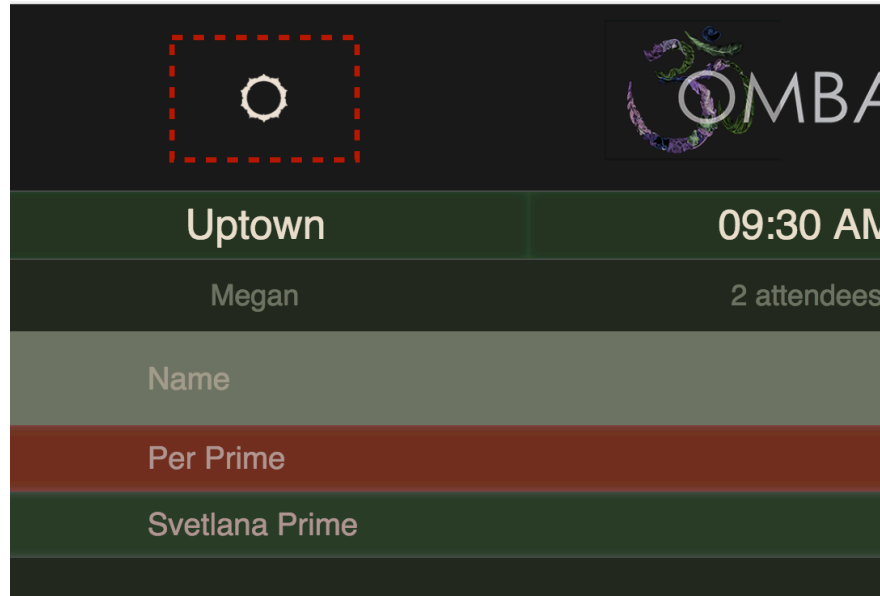 OMBA
Uptown 09:30 AM
Megan 2 attendees
Name
Per Prime
Svetlana Prime